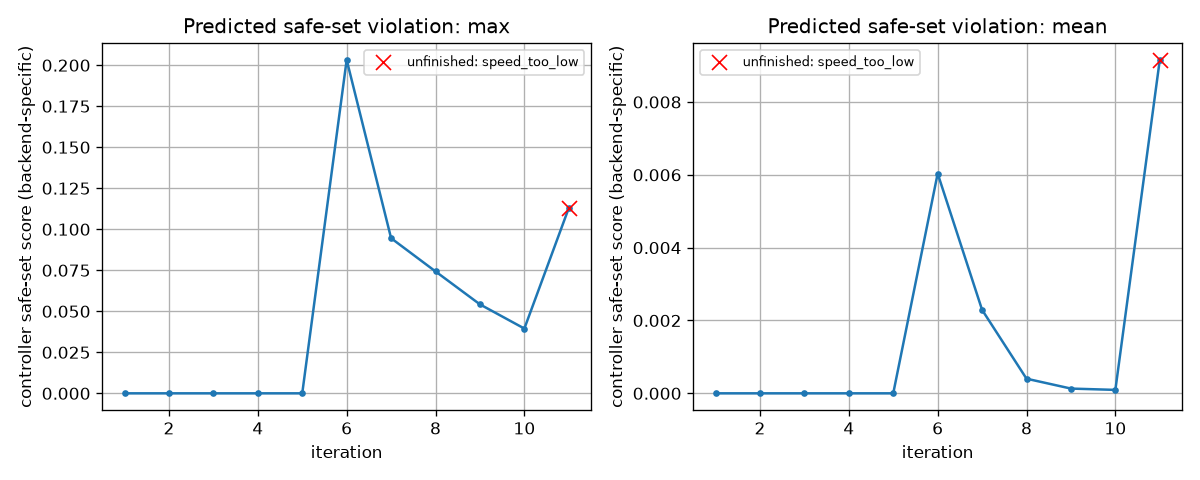 Predicted safe-set violation: max
controller safe-set score (backend-specific)
0.200
0.175
0.150
0.125
0.100
0.075
0.050
0.025
0.000
unfinished: speed_too_low
2 4 6 8 10
iteration
Predicted safe-set violation: mean
controller safe-set score (backend-specific)
0.008
0.006
0.004
0.002
0.000
unfinished: speed_too_low
2 4 6 8 10
iteration